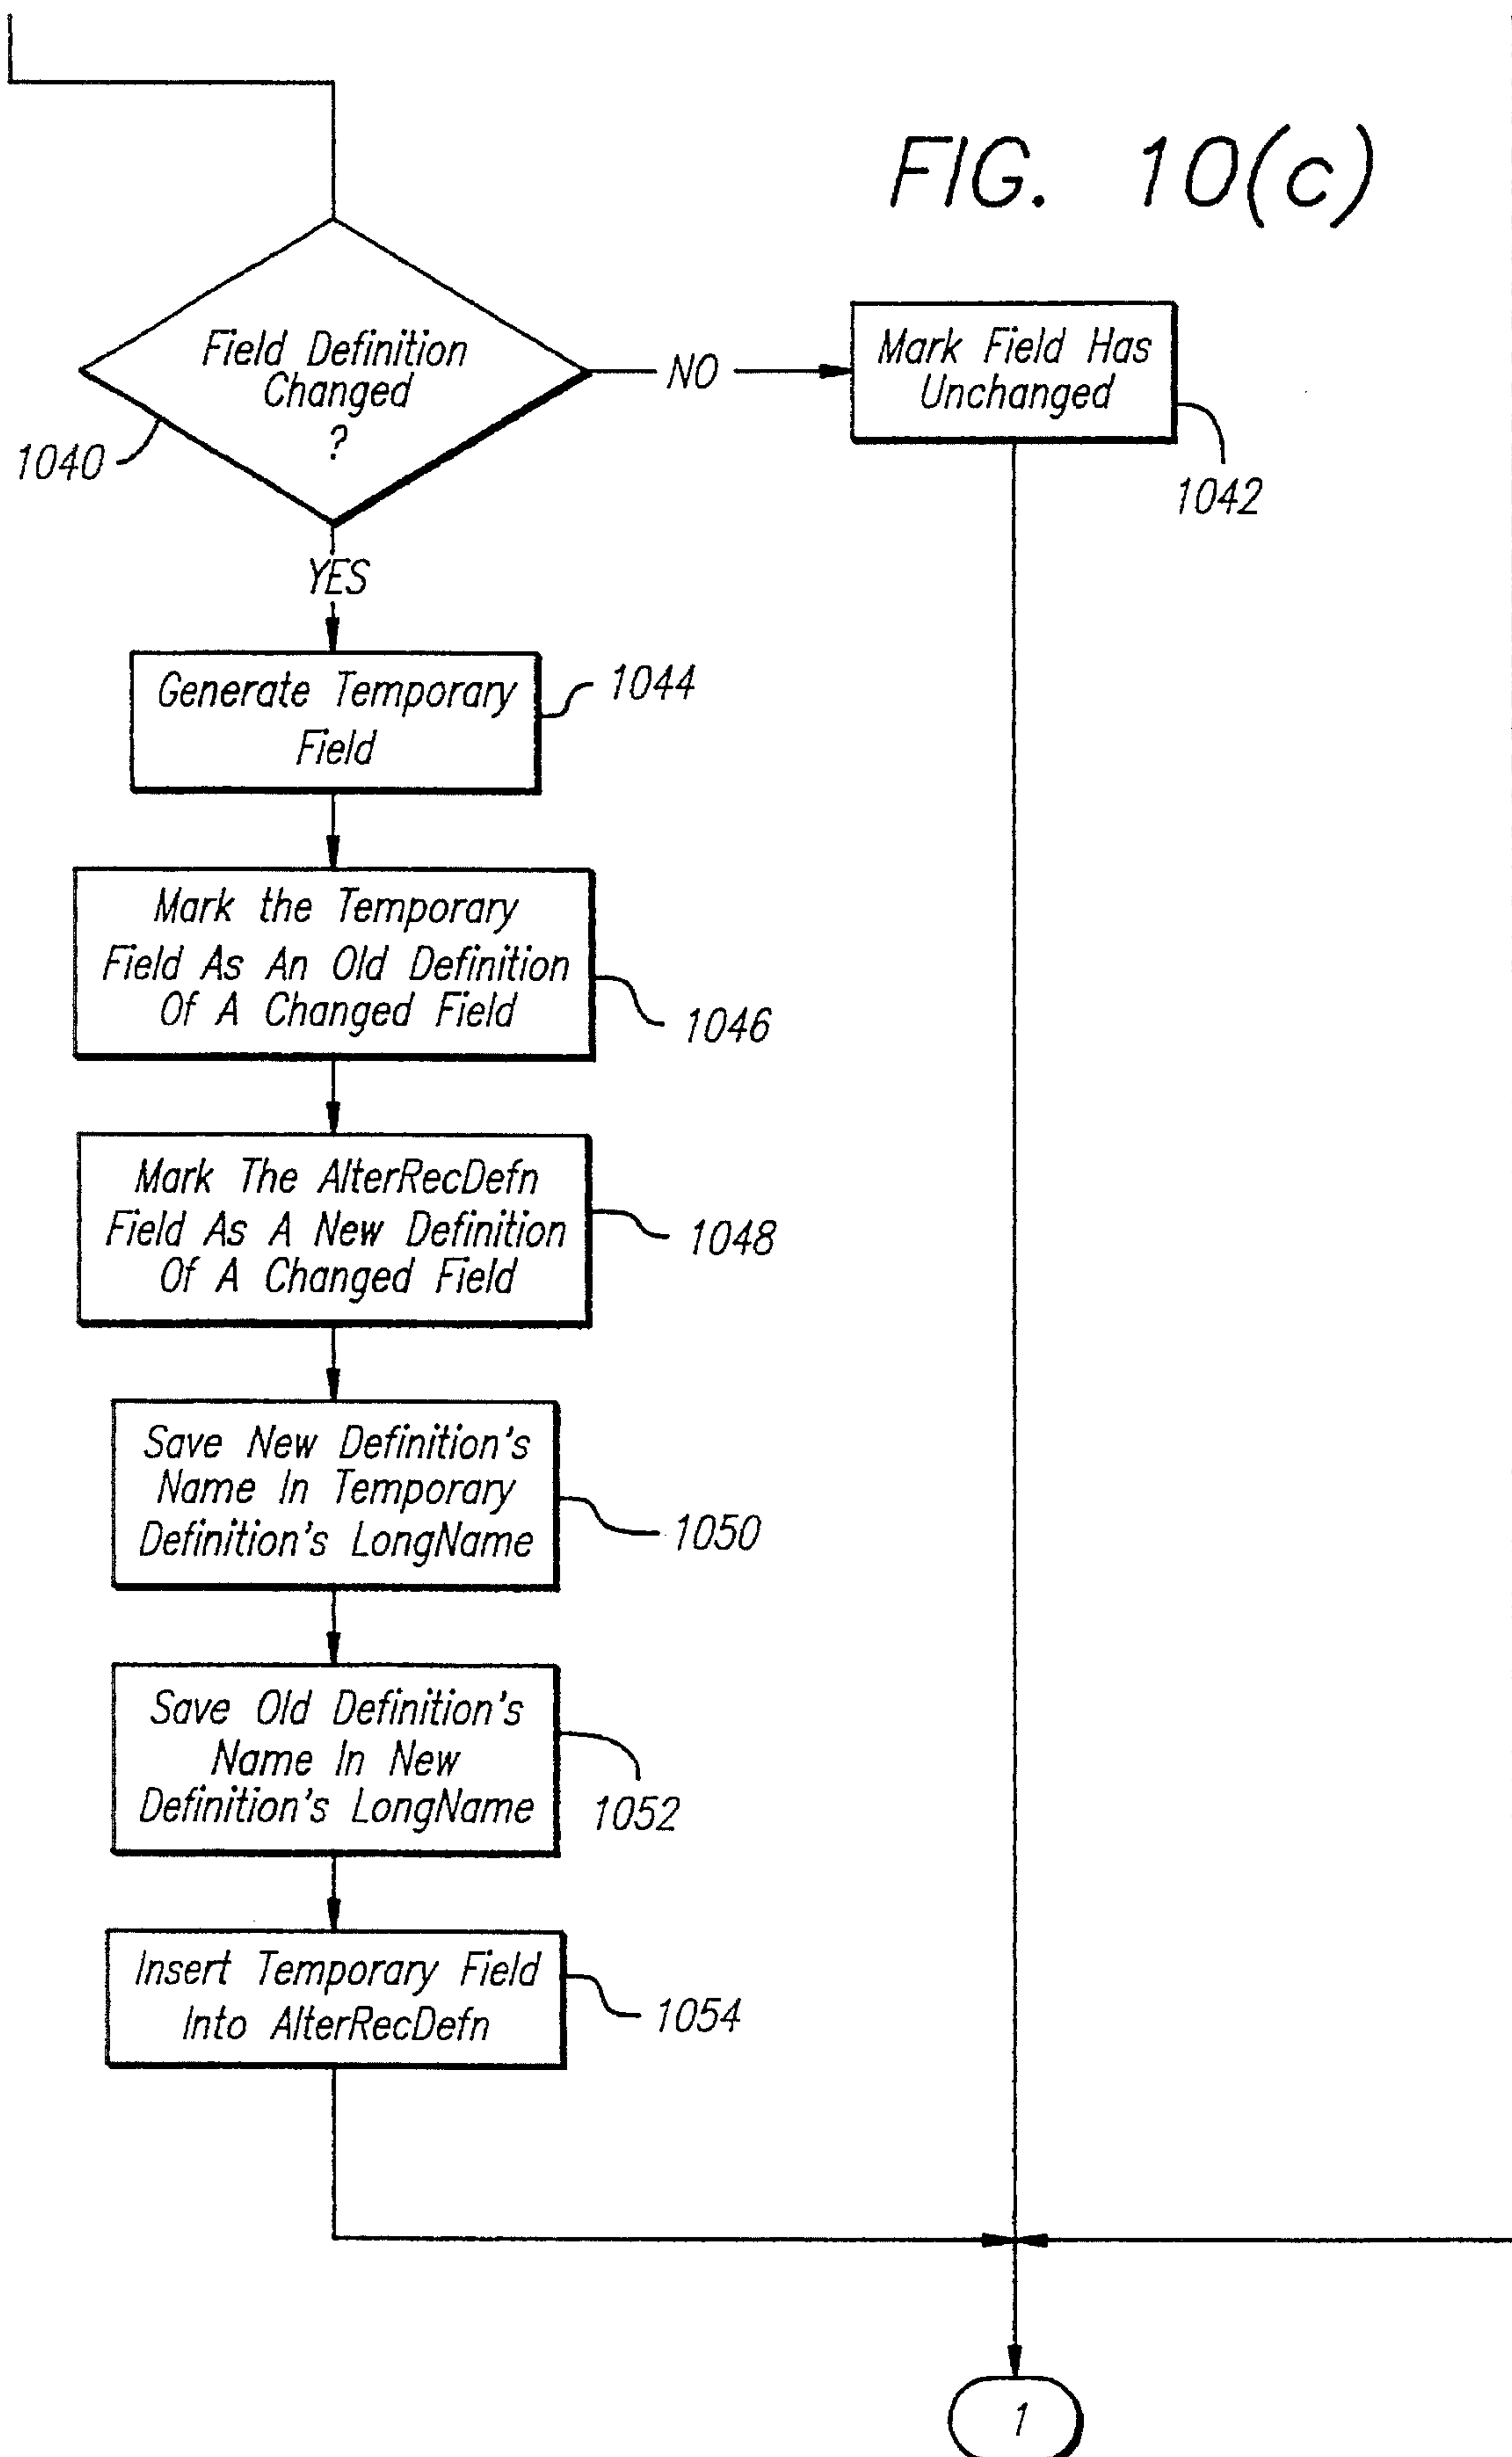 FIG. 10(c)
Field Definition
Changed
?
1040
NO
Mark Field Has
Unchanged
1042
YES
Generate Temporary
Field
1044
Mark the Temporary
Field As An Old Definition
Of A Changed Field
1046
Mark The AlterRecDefn
Field As A New Definition
Of A Changed Field
1048
Save New Definition's
Name In Temporary
Definition's LongName
1050
Save Old Definition's
Name In New
Definition's LongName
1052
Insert Temporary Field
Into AlterRecDefn
1054
1